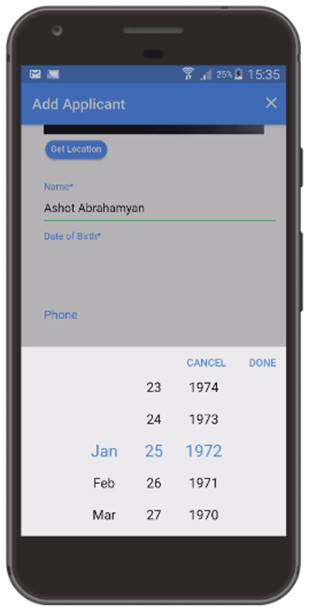 25% 15:35
Add Applicant ×
Get Location
Name*
Ashot Abrahamyan
Date of Birth*
Phone
CANCEL DONE
23 1974
24 1973
Jan 25 1972
Feb 26 1971
Mar 27 1970